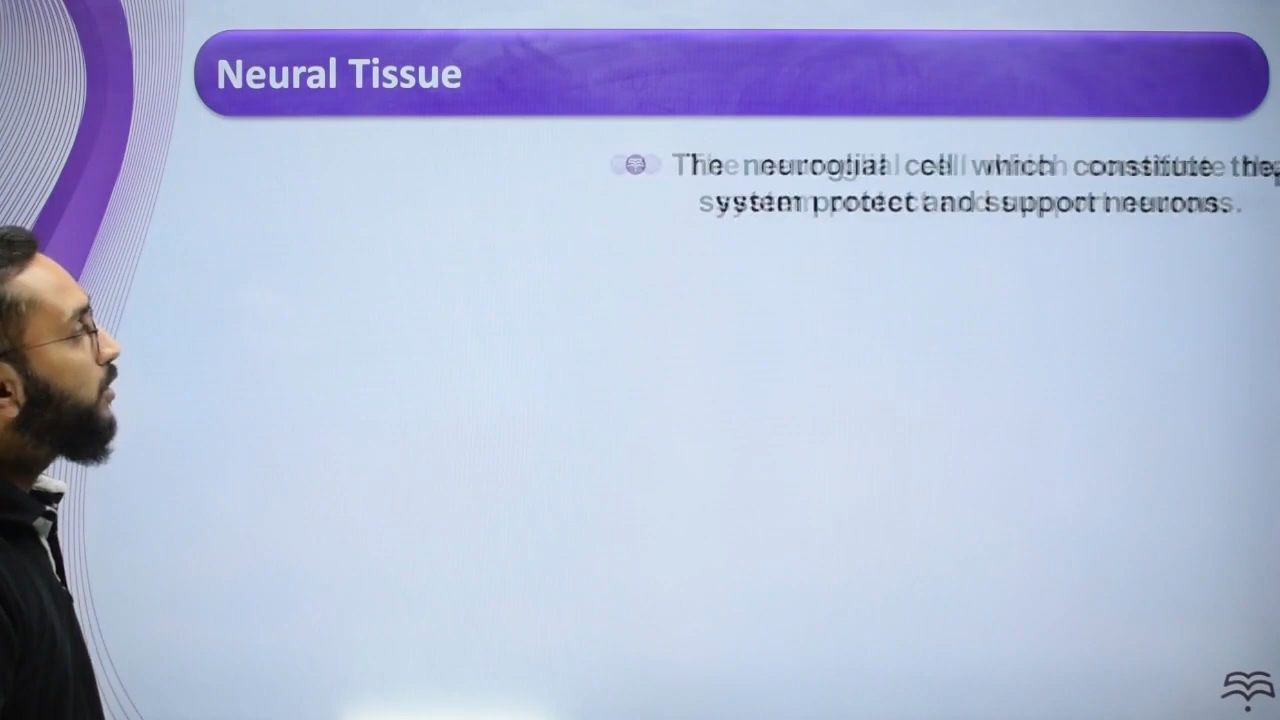 Neural Tissue
The neuroglial cell which constitute the
system protect and support neurons.